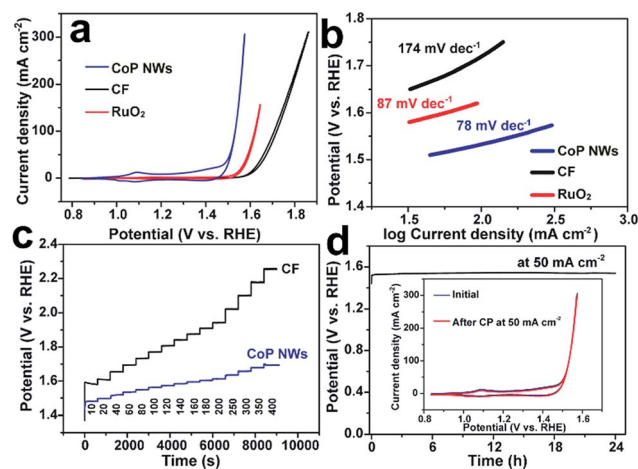 a
Current density (mA cm⁻²)
300
200
100
0
CoP NWs
CF
RuO₂
0.8 1.0 1.2 1.4 1.6 1.8
Potential (V vs. RHE)
b
Potential (V vs. RHE)
1.8
1.7
1.6
1.5
1.4
174 mV dec⁻¹
87 mV dec⁻¹
78 mV dec⁻¹
CoP NWs
CF
RuO₂
1.0 1.5 2.0 2.5 3.0
log Current density (mA cm⁻²)
c
Potential (V vs. RHE)
2.4
2.2
2.0
1.8
1.6
1.4
CF
CoP NWs
10 20 40 60 80 100 120 140 160 180 200 250 300 350 400
0 2000 4000 6000 8000 10000
Time (s)
d
Potential (V vs. RHE)
2.0
1.6
1.2
0.8
0.4
0.0
at 50 mA cm⁻²
Current density (mA cm⁻²)
300
200
100
0
Initial
After CP at 50 mA cm⁻²
0.8 1.0 1.2 1.4 1.6
Potential (V vs. RHE)
0 6 12 18 24
Time (h)